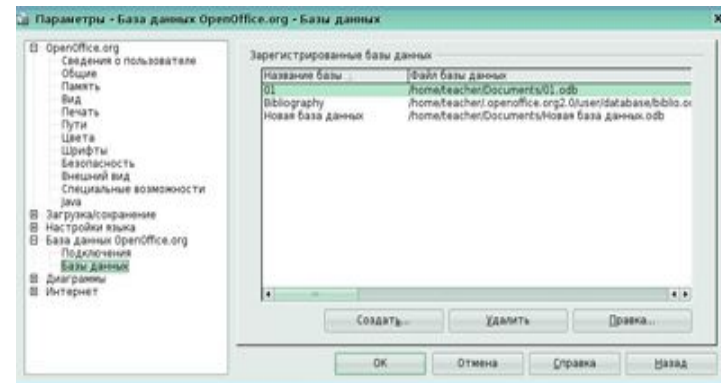 Параметры - База данных OpenOffice.org - Базы данных
OpenOffice.org
Сведения о пользователе
Общие
Память
Вид
Печать
Пути
Цвета
Шрифты
Безопасность
Внешний вид
Специальные возможности
Java
Загрузка/сохранение
Настройки языка
База данных OpenOffice.org
Подключения
Базы данных
Диаграммы
Интернет
Зарегистрированные базы данных
Название базы Файл базы данных
01 /home/teacher/Documents/01.odb
Bibliography /home/teacher/.openoffice.org2.0/user/database/biblio.o
Новая база данных /home/teacher/Documents/Новая база данных.odb
Создать... Удалить Правка...
OK Отмена Справка Назад